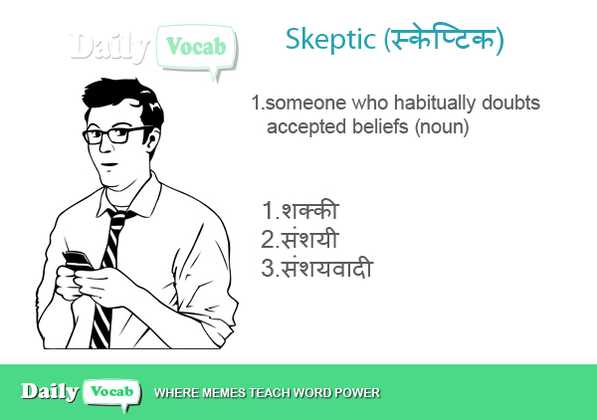 Daily Vocab
Skeptic (स्केप्टिक)
1.someone who habitually doubts
accepted beliefs (noun)
1.शक्की
2.संशयी
3.संशयवादी
Daily Vocab WHERE MEMES TEACH WORD POWER